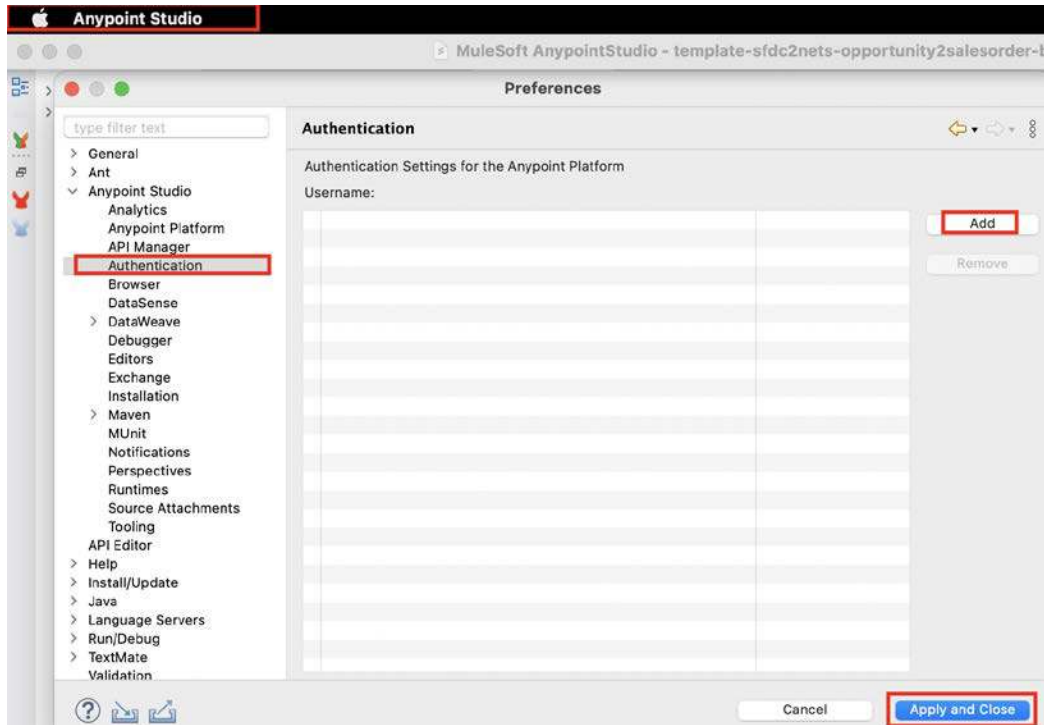 Anypoint Studio
MuleSoft AnypointStudio - template-sfdc2nets-opportunity2salesorder-b
Preferences
type filter text
General
Ant
Anypoint Studio
Analytics
Anypoint Platform
API Manager
Authentication
Browser
DataSense
DataWeave
Debugger
Editors
Exchange
Installation
Maven
MUnit
Notifications
Perspectives
Runtimes
Source Attachments
Tooling
API Editor
Help
Install/Update
Java
Language Servers
Run/Debug
TextMate
Validation
Authentication
Authentication Settings for the Anypoint Platform
Username:
Add
Remove
?
Cancel
Apply and Close